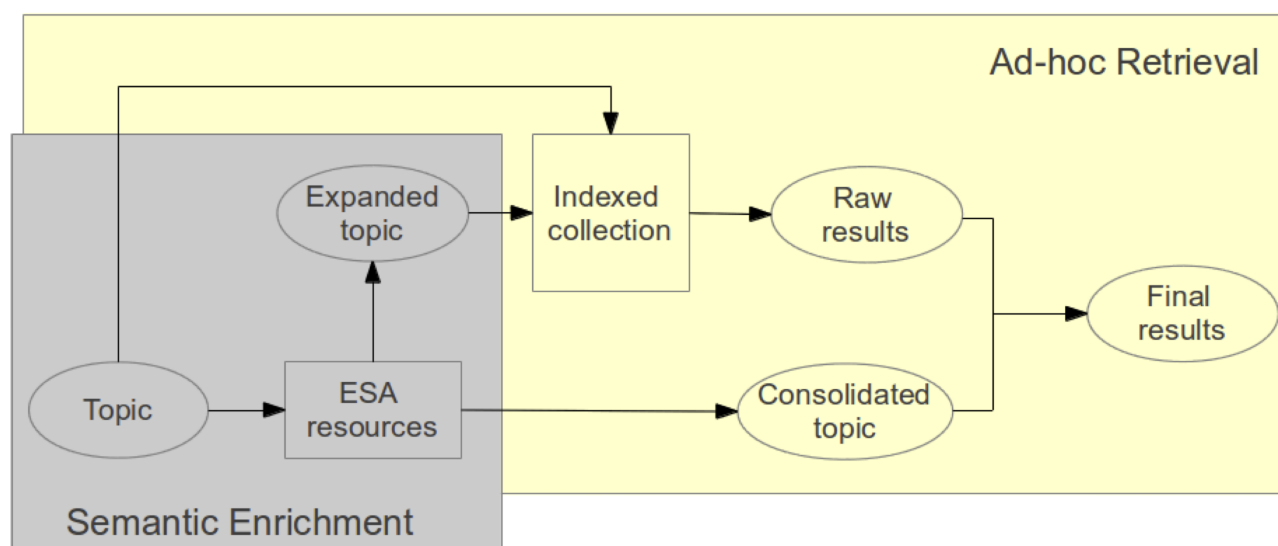 Ad-hoc Retrieval
Expanded
topic
Indexed
collection
Raw
results
Final
results
Topic
ESA
resources
Consolidated
topic
Semantic Enrichment